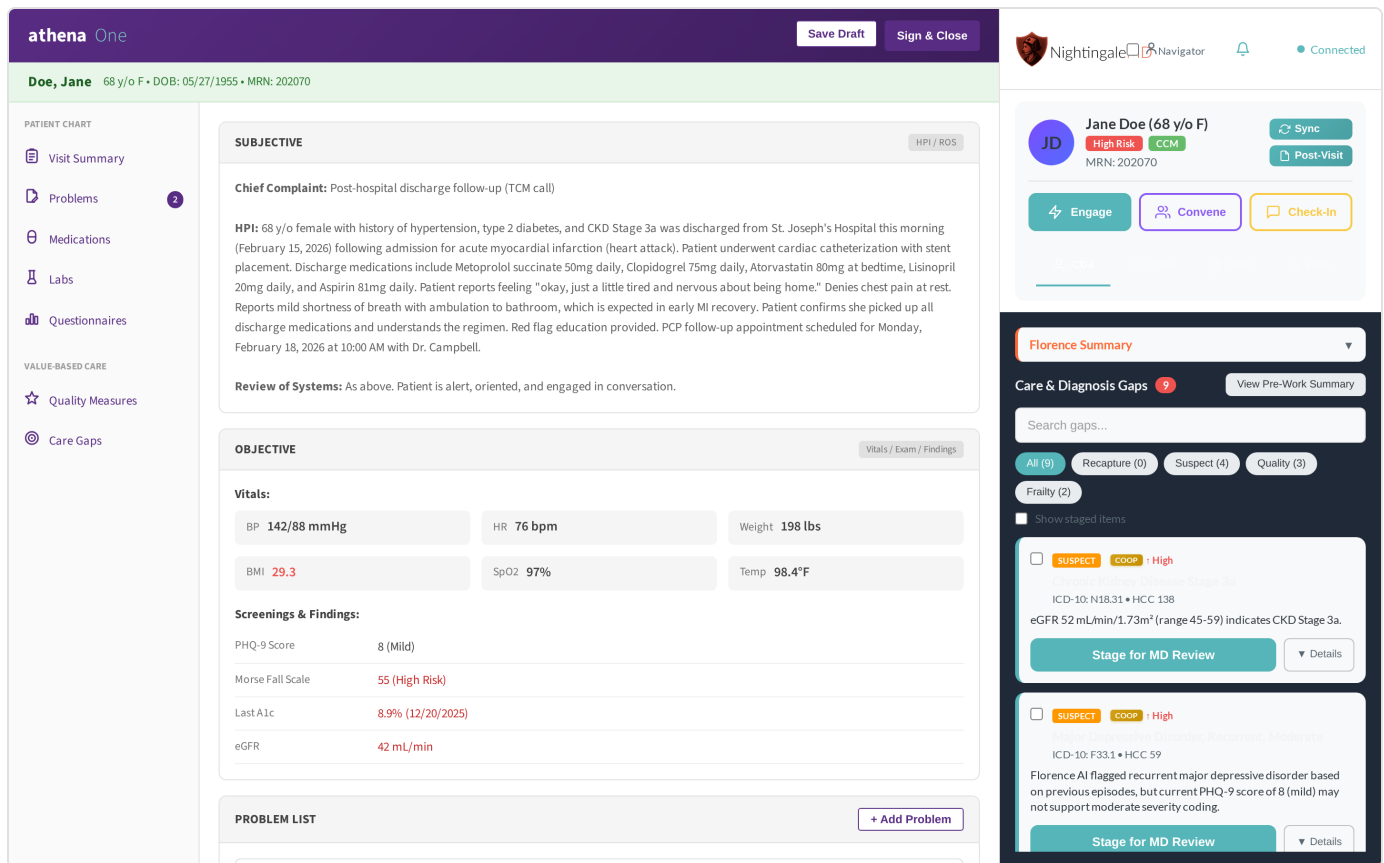 athena One
Save Draft
Sign & Close
Doe, Jane
68 y/o F • DOB: 05/27/1955 • MRN: 202070
PATIENT CHART
Visit Summary
Problems
2
Medications
Labs
Questionnaires
VALUE-BASED CARE
Quality Measures
Care Gaps
SUBJECTIVE
HPI / ROS
Chief Complaint: Post-hospital discharge follow-up (TCM call)
HPI: 68 y/o female with history of hypertension, type 2 diabetes, and CKD Stage 3a was discharged from St. Joseph's Hospital this morning
(February 15, 2026) following admission for acute myocardial infarction (heart attack). Patient underwent cardiac catheterization with stent
placement. Discharge medications include Metoprolol succinate 50mg daily, Clopidogrel 75mg daily, Atorvastatin 80mg at bedtime, Lisinopril
20mg daily, and Aspirin 81mg daily. Patient reports feeling "okay, just a little tired and nervous about being home." Denies chest pain at rest.
Reports mild shortness of breath with ambulation to bathroom, which is expected in early MI recovery. Patient confirms she picked up all
discharge medications and understands the regimen. Red flag education provided. PCP follow-up appointment scheduled for Monday,
February 18, 2026 at 10:00 AM with Dr. Campbell.
Review of Systems: As above. Patient is alert, oriented, and engaged in conversation.
OBJECTIVE
Vitals / Exam / Findings
Vitals:
BP 142/88 mmHg
HR 76 bpm
Weight 198 lbs
BMI 29.3
SpO2 97%
Temp 98.4°F
Screenings & Findings:
PHQ-9 Score 8 (Mild)
Morse Fall Scale 55 (High Risk)
Last A1c 8.9% (12/20/2025)
eGFR 42 mL/min
PROBLEM LIST
+ Add Problem
Nightingale
Navigator
Connected
JD
Jane Doe (68 y/o F)
High Risk CCM
MRN: 202070
Sync
Post-Visit
Engage
Convene
Check-In
Florence Summary ▼
Care & Diagnosis Gaps 9
View Pre-Work Summary
Search gaps...
All (9)
Recapture (0)
Suspect (4)
Quality (3)
Frailty (2)
Show staged items
SUSPECT COOP ↑ High
Chronic Kidney Disease Stage 3a
ICD-10: N18.31 • HCC 138
eGFR 52 mL/min/1.73m² (range 45-59) indicates CKD Stage 3a.
Stage for MD Review
▼ Details
SUSPECT COOP ↑ High
Major Depressive Disorder, Recurrent, Moderate
ICD-10: F33.1 • HCC 59
Florence AI flagged recurrent major depressive disorder based
on previous episodes, but current PHQ-9 score of 8 (mild) may
not support moderate severity coding.
Stage for MD Review
▼ Details